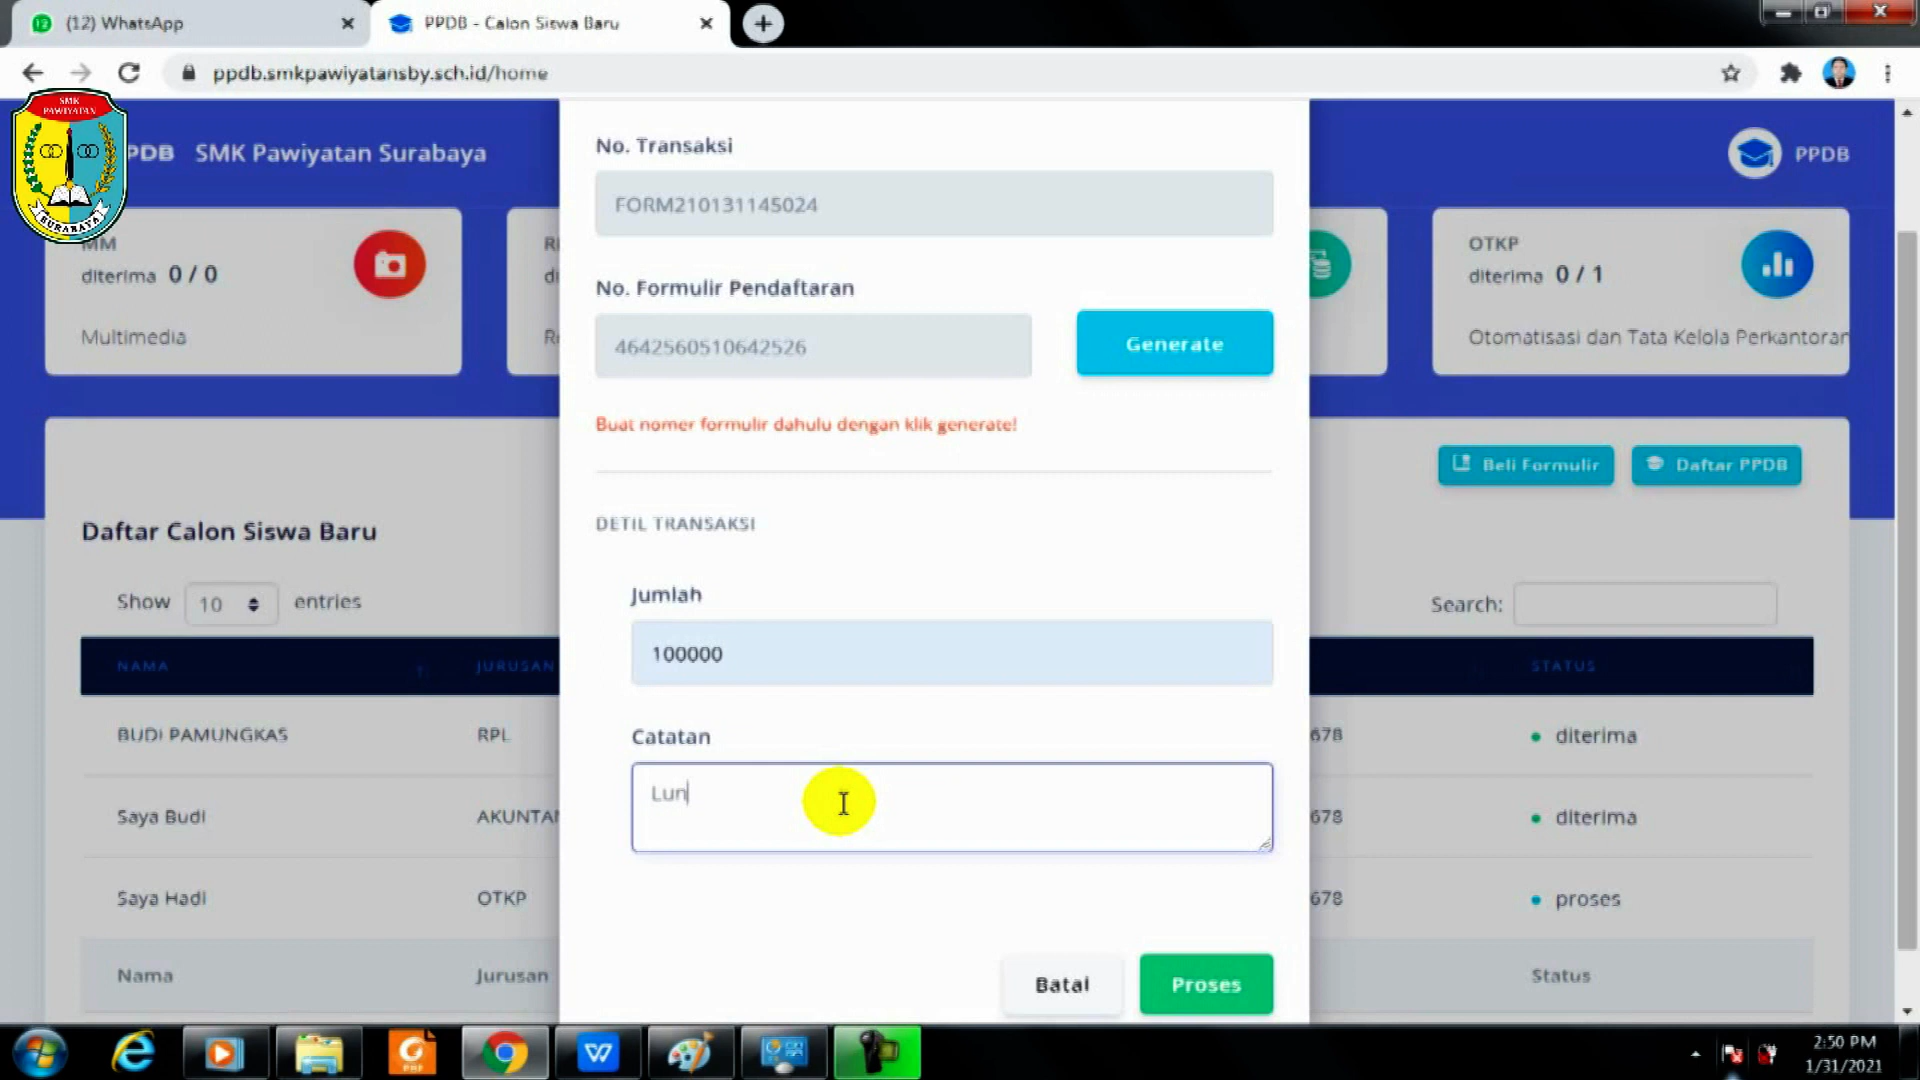 (12) WhatsApp
PPDB - Calon Siswa Baru
ppdb.smkpawiyatansby.sch.id/home
SMK
PAWIYATAN
SURABAYA
PDB SMK Pawiyatan Surabaya
PPDB
MM
diterima 0 / 0
Multimedia
OTKP
diterima 0 / 1
Otomatisasi dan Tata Kelola Perkantoran
No. Transaksi
FORM210131145024
No. Formulir Pendaftaran
4642560510642526
Generate
Buat nomer formulir dahulu dengan klik generate!
DETIL TRANSAKSI
Jumlah
100000
Catatan
Lun
Batal
Proses
Beli Formulir
Daftar PPDB
Daftar Calon Siswa Baru
Show 10 entries
Search:
NAMA JURUSAN STATUS
BUDI PAMUNGKAS RPL 678 diterima
Saya Budi AKUNTAN 678 diterima
Saya Hadi OTKP 678 proses
Nama Jurusan Status
2:50 PM
1/31/2021